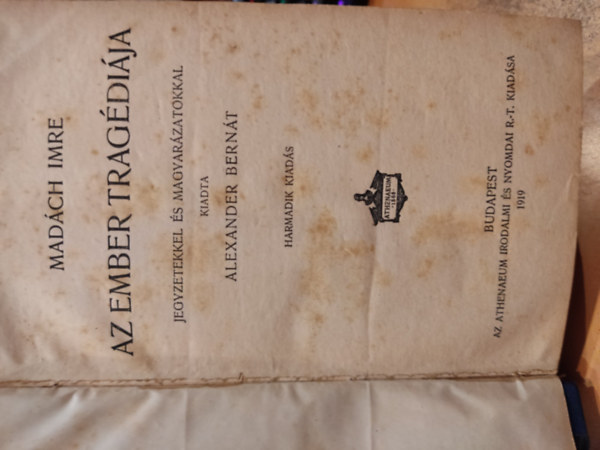 MADÁCH IMRE
AZ EMBER TRAGÉDIÁJA
JEGYZETEKKEL ÉS MAGYARÁZATOKKAL
KIADTA
ALEXANDER BERNÁT
HARMADIK KIADÁS
ATHENAEUM
BUDAPEST
AZ ATHENAEUM IRODALMI ÉS NYOMDAI R.-T. KIADÁSA
1919